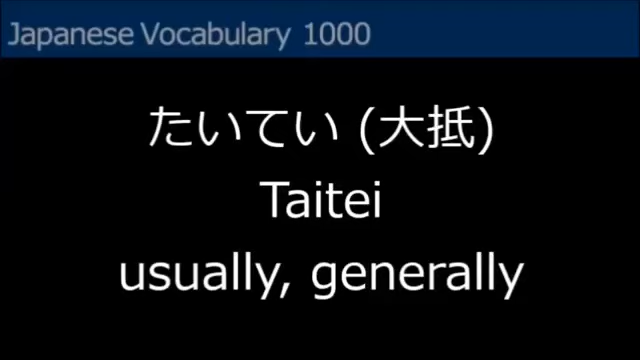 Japanese Vocabulary 1000
たいてい (大抵)
Taitei
usually, generally